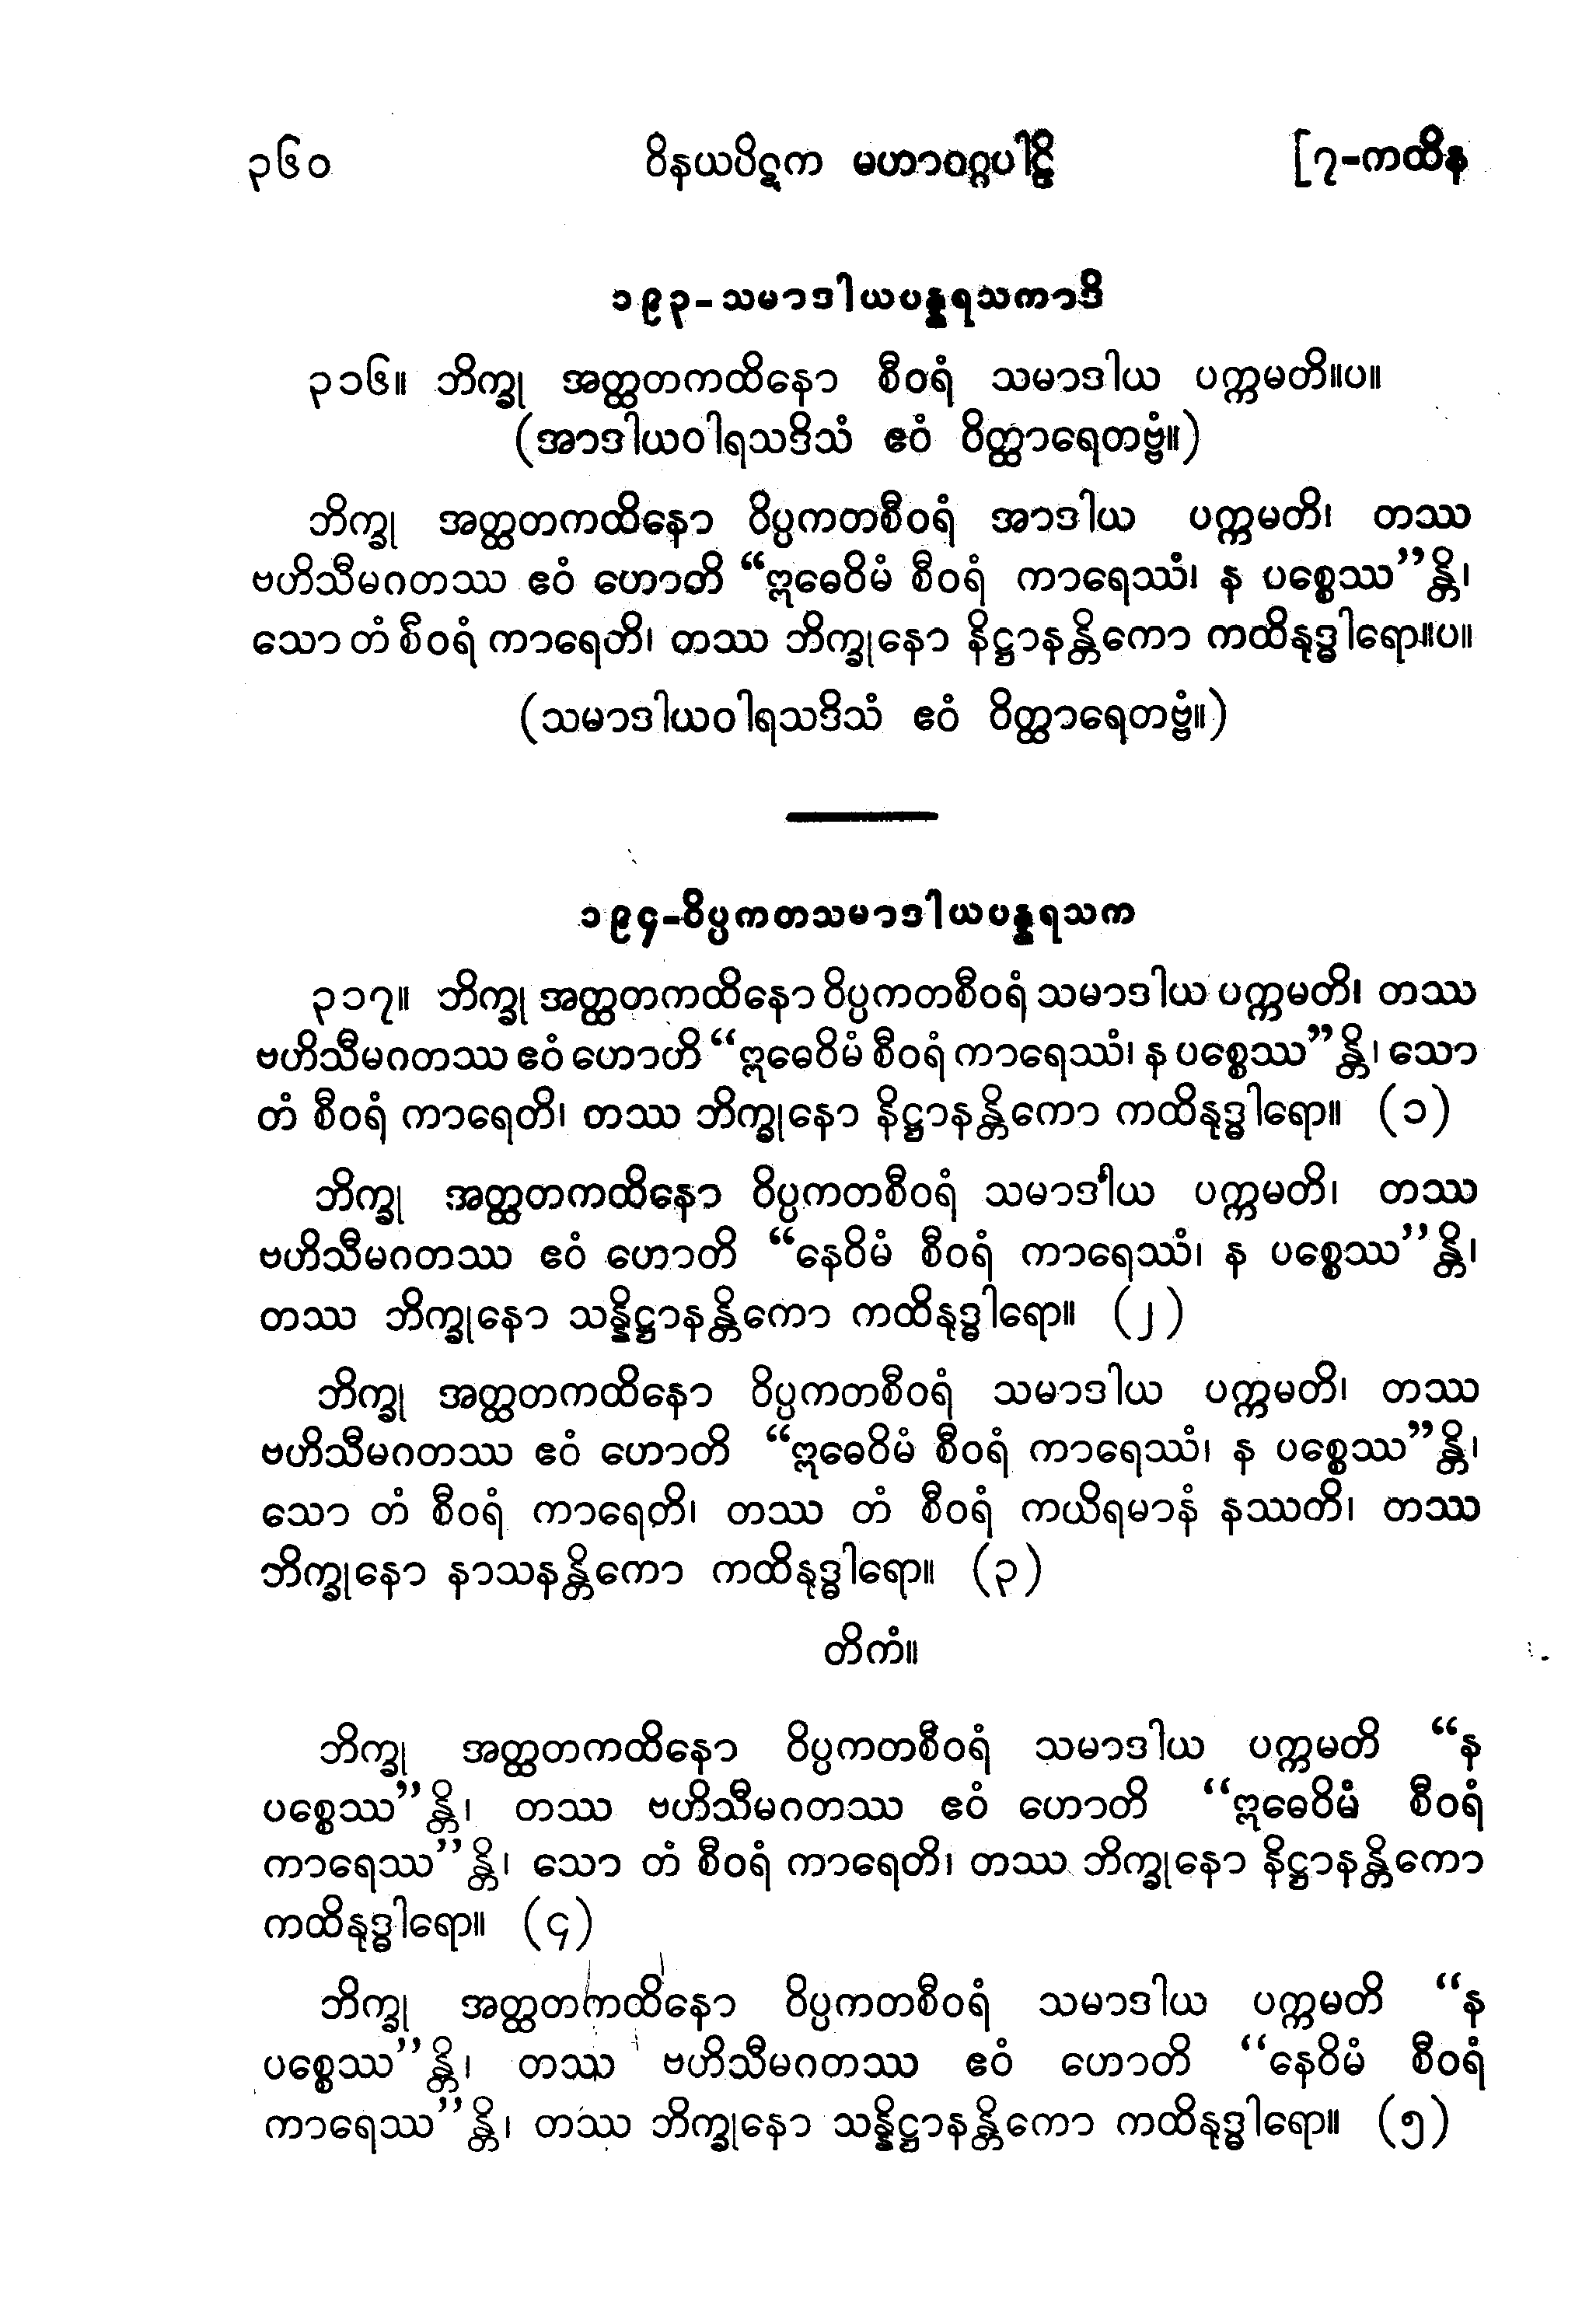 ၃၆၀ ဝိနယပိဋက မဟာဝဂ္ဂပါဠိ [၇-ကထိန
၁၉၃-သမာဒါယပန္နရသကာဒိ
၃၁၆။ ဘိက္ခု အတ္ထတကထိနော စီဝရံ သမာဒါယ ပက္ကမတိ။ပ။
(အာဒါယဝါရသဒိသံ ဧဝံ ဝိတ္ထာရေတဗ္ဗံ။)
ဘိက္ခု အတ္ထတကထိနော ဝိပ္ပကတစီဝရံ အာဒါယ ပက္ကမတိ၊ တဿ
ဗဟိသီမဂတဿ ဧဝံ ဟောတိ “ဣဓေဝိမံ စီဝရံ ကာရေဿံ၊ န ပစ္စေဿ”န္တိ၊
သော တံ စီဝရံ ကာရေတိ၊ တဿ ဘိက္ခုနော နိဋ္ဌာနန္တိကော ကထိနုဒ္ဓါရော။ပ။
(သမာဒါယဝါရသဒိသံ ဧဝံ ဝိတ္ထာရေတဗ္ဗံ။)
၁၉၄-ဝိပ္ပကတသမာဒါယပန္နရသက
၃၁၇။ ဘိက္ခု အတ္ထတကထိနော ဝိပ္ပကတစီဝရံ သမာဒါယ ပက္ကမတိ၊ တဿ
ဗဟိသီမဂတဿ ဧဝံ ဟောဟိ “ဣဓေဝိမံ စီဝရံ ကာရေဿံ၊ န ပစ္စေဿ”န္တိ၊ သော
တံ စီဝရံ ကာရေတိ၊ တဿ ဘိက္ခုနော နိဋ္ဌာနန္တိကော ကထိနုဒ္ဓါရော။ (၁)
ဘိက္ခု အတ္ထတကထိနော ဝိပ္ပကတစီဝရံ သမာဒါယ ပက္ကမတိ၊ တဿ
ဗဟိသီမဂတဿ ဧဝံ ဟောတိ “နေဝိမံ စီဝရံ ကာရေဿံ၊ န ပစ္စေဿ”န္တိ၊
တဿ ဘိက္ခုနော သန္နိဋ္ဌာနန္တိကော ကထိနုဒ္ဓါရော။ (၂)
ဘိက္ခု အတ္ထတကထိနော ဝိပ္ပကတစီဝရံ သမာဒါယ ပက္ကမတိ၊ တဿ
ဗဟိသီမဂတဿ ဧဝံ ဟောတိ “ဣဓေဝိမံ စီဝရံ ကာရေဿံ၊ န ပစ္စေဿ”န္တိ၊
သော တံ စီဝရံ ကာရေတိ၊ တဿ တံ စီဝရံ ကယိရမာနံ နဿတိ၊ တဿ
ဘိက္ခုနော နာသနန္တိကော ကထိနုဒ္ဓါရော။ (၃)
တိကံ။
ဘိက္ခု အတ္ထတကထိနော ဝိပ္ပကတစီဝရံ သမာဒါယ ပက္ကမတိ “န
ပစ္စေဿ”န္တိ၊ တဿ ဗဟိသီမဂတဿ ဧဝံ ဟောတိ “ဣဓေဝိမံ စီဝရံ
ကာရေဿ”န္တိ၊ သော တံ စီဝရံ ကာရေတိ၊ တဿ ဘိက္ခုနော နိဋ္ဌာနန္တိကော
ကထိနုဒ္ဓါရော။ (၄)
ဘိက္ခု အတ္ထတကထိနော ဝိပ္ပကတစီဝရံ သမာဒါယ ပက္ကမတိ “န
ပစ္စေဿ”န္တိ၊ တဿ ဗဟိသီမဂတဿ ဧဝံ ဟောတိ “နေဝိမံ စီဝရံ
ကာရေဿ”န္တိ၊ တဿ ဘိက္ခုနော သန္နိဋ္ဌာနန္တိကော ကထိနုဒ္ဓါရော။ (၅)